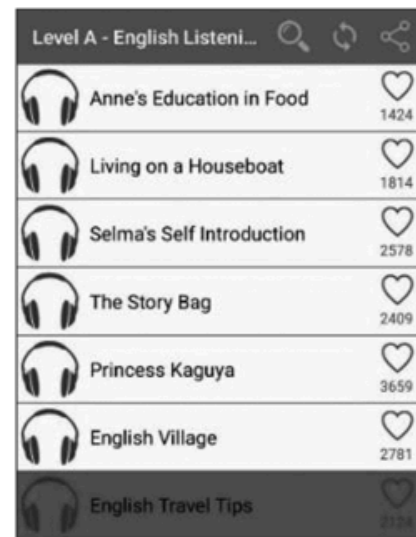 Level A - English Listeni...
Anne's Education in Food
1424
Living on a Houseboat
1814
Selma's Self Introduction
2578
The Story Bag
2409
Princess Kaguya
3659
English Village
2781
English Travel Tips